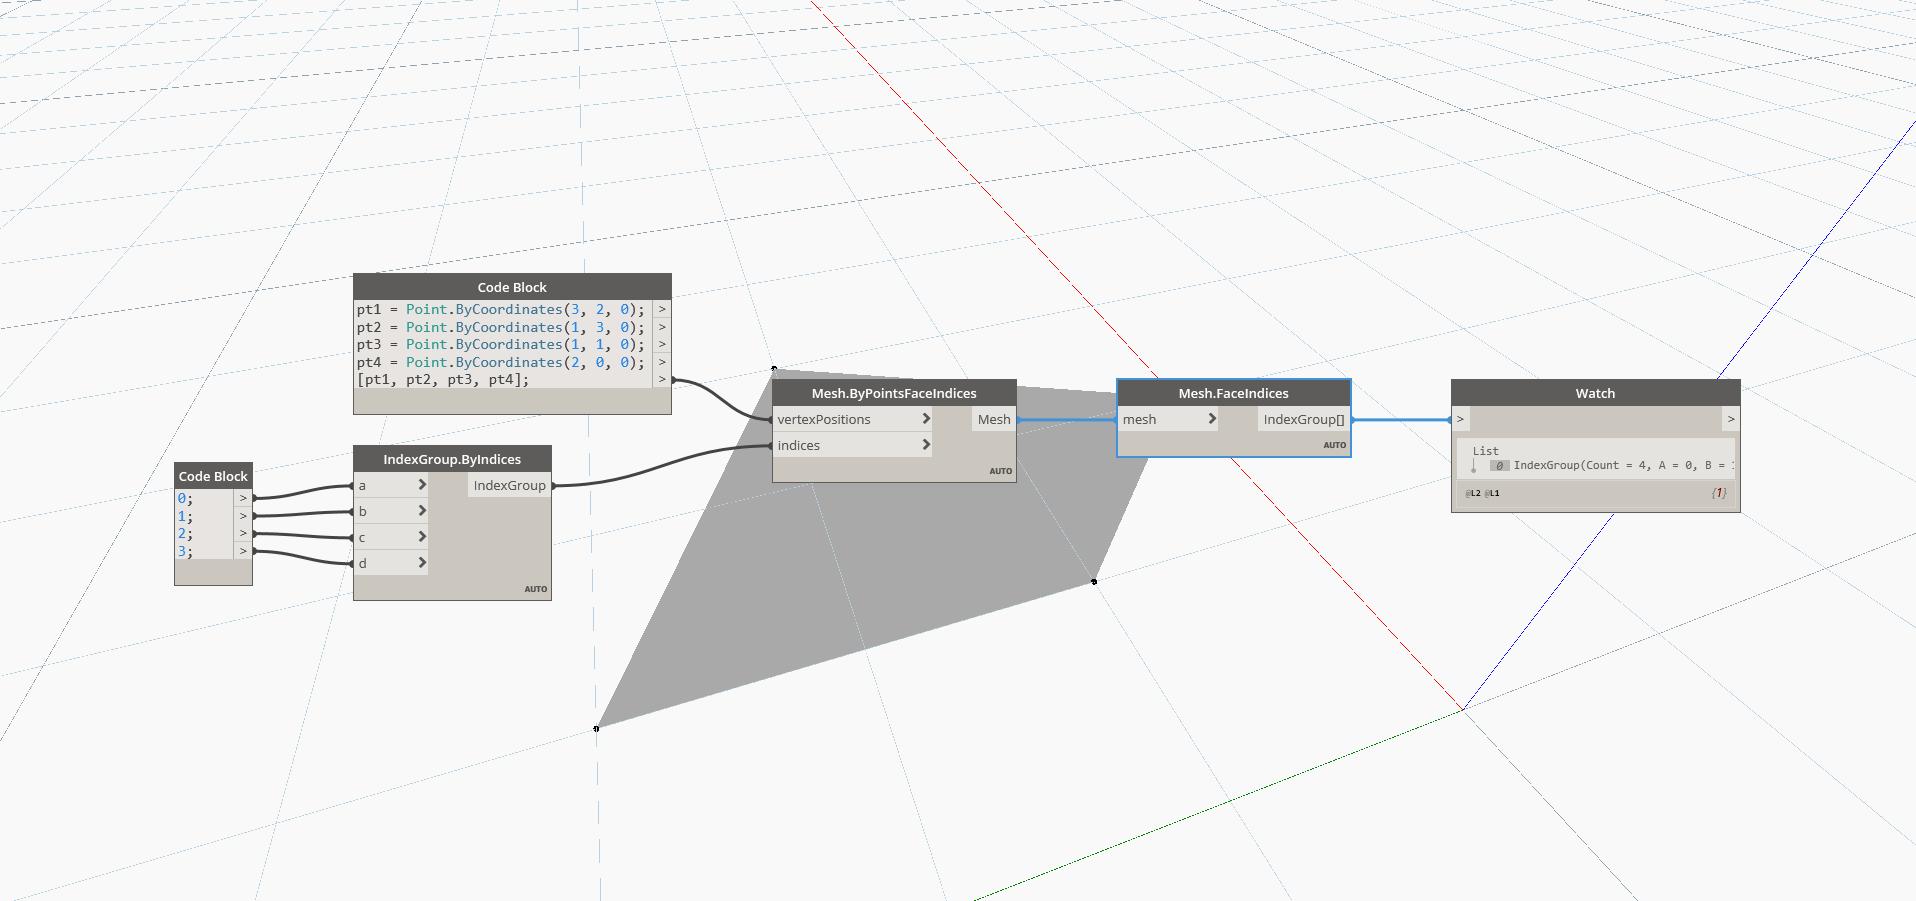 Code Block
pt1 = Point.ByCoordinates(3, 2, 0); >
pt2 = Point.ByCoordinates(1, 3, 0); >
pt3 = Point.ByCoordinates(1, 1, 0); >
pt4 = Point.ByCoordinates(2, 0, 0); >
[pt1, pt2, pt3, pt4]; >
Code Block
0; >
1; >
2; >
3; >
IndexGroup.ByIndices
a > IndexGroup
b >
c >
d >
AUTO
Mesh.ByPointsFaceIndices
vertexPositions > Mesh
indices >
AUTO
Mesh.FaceIndices
mesh > IndexGroup[]
AUTO
Watch
> >
List
0 IndexGroup(Count = 4, A = 0, B =
@L2 @L1 {1}